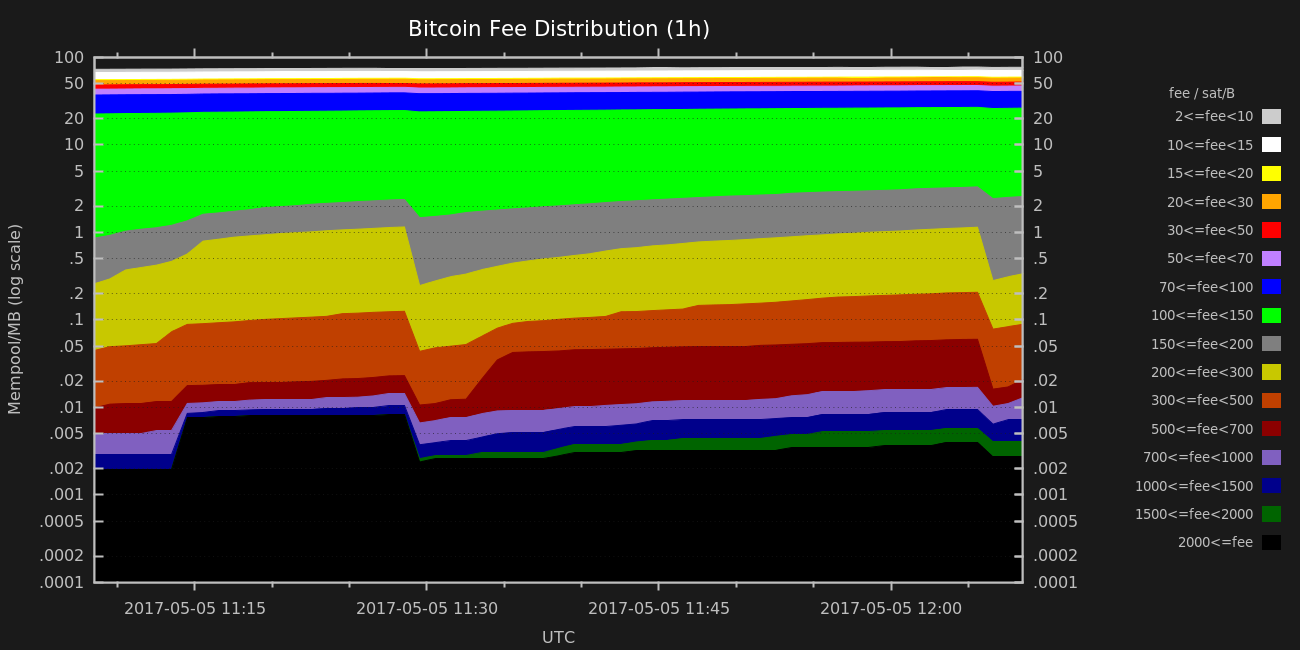 Bitcoin Fee Distribution (1h)
Mempool/MB (log scale)
100
50
20
10
5
2
1
.5
.2
.1
.05
.02
.01
.005
.002
.001
.0005
.0002
.0001
100
50
20
10
5
2
1
.5
.2
.1
.05
.02
.01
.005
.002
.001
.0005
.0002
.0001
2017-05-05 11:15
2017-05-05 11:30
2017-05-05 11:45
2017-05-05 12:00
UTC
fee / sat/B
2<=fee<10
10<=fee<15
15<=fee<20
20<=fee<30
30<=fee<50
50<=fee<70
70<=fee<100
100<=fee<150
150<=fee<200
200<=fee<300
300<=fee<500
500<=fee<700
700<=fee<1000
1000<=fee<1500
1500<=fee<2000
2000<=fee